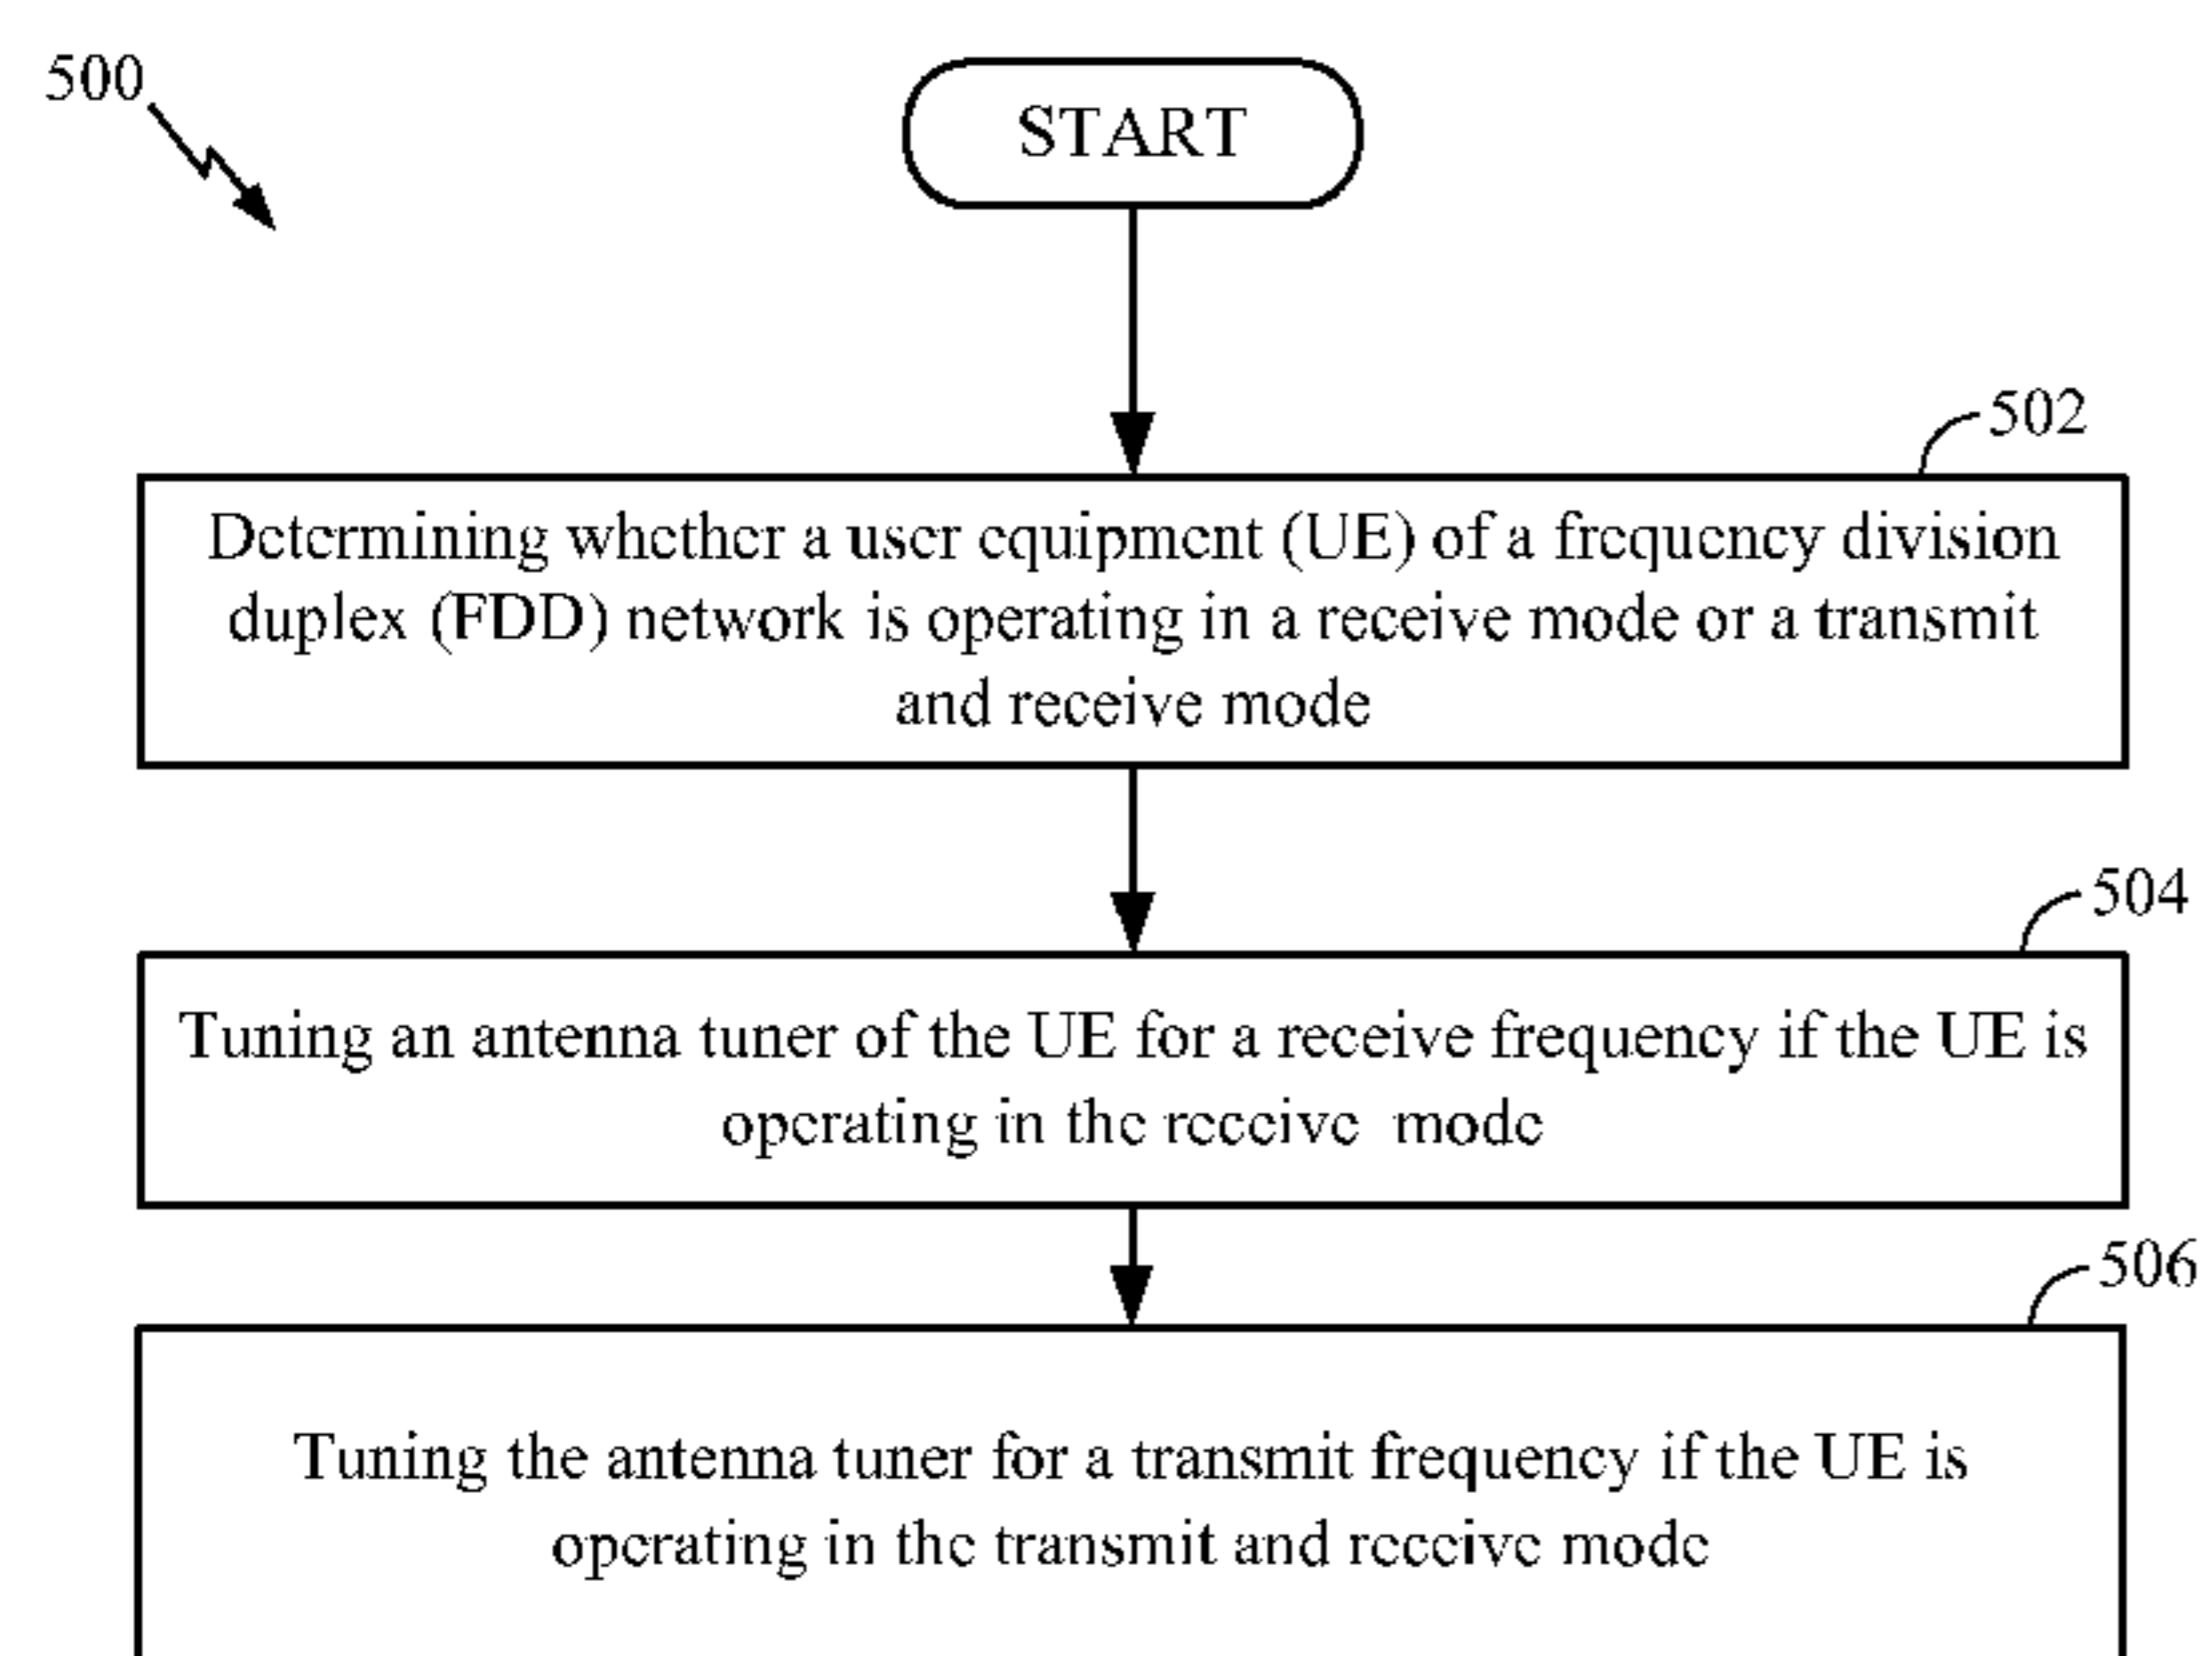 500
START
502
Determining whether a user equipment (UE) of a frequency division
duplex (FDD) network is operating in a receive mode or a transmit
and receive mode
504
Tuning an antenna tuner of the UE for a receive frequency if the UE is
operating in the receive mode
506
Tuning the antenna tuner for a transmit frequency if the UE is
operating in the transmit and receive mode